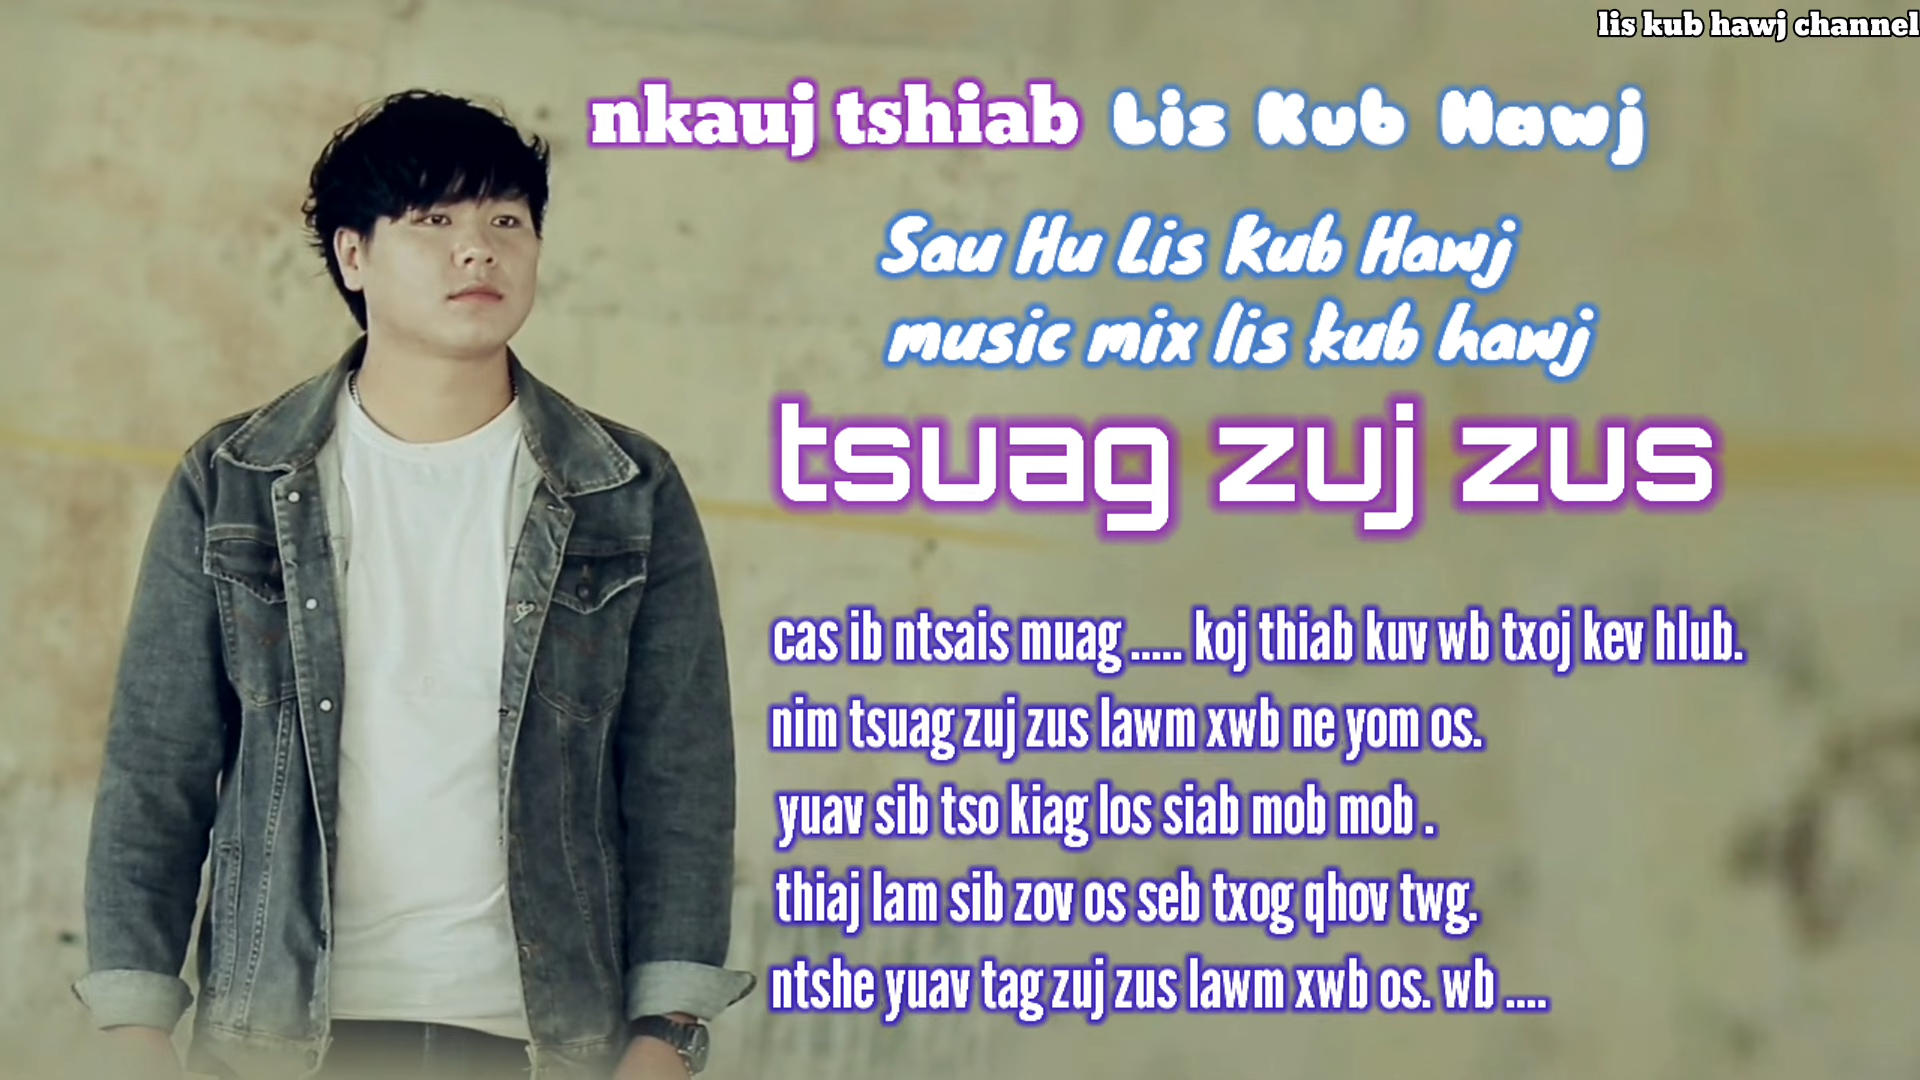 lis kub hawj channel
nkauj tshiab Lis Kub Hawj
Sau Hu Lis Kub Hawj
music mix lis kub hawj
tsuag zuj zus
cas ib ntsais muag ..... koj thiab kuv wb txoj kev hlub.
nim tsuag zuj zus lawm xwb ne yom os.
yuav sib tso kiag los siab mob mob .
thiaj lam sib zov os seb txog qhov twg.
ntshe yuav tag zuj zus lawm xwb os. wb ....